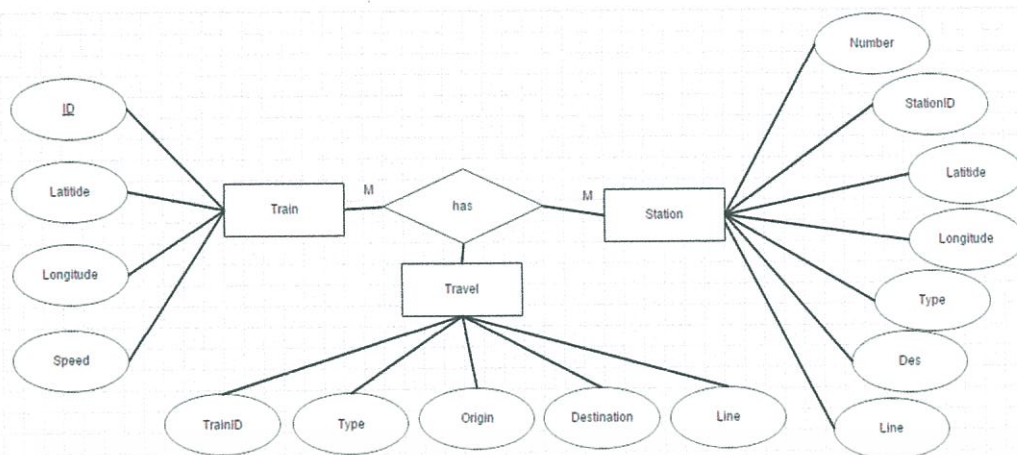 Number
ID
StationID
Latitide
Latitide
M
has
M
Train
Station
Longitude
Longitude
Travel
Type
Speed
Des
TrainID
Type
Origin
Destination
Line
Line